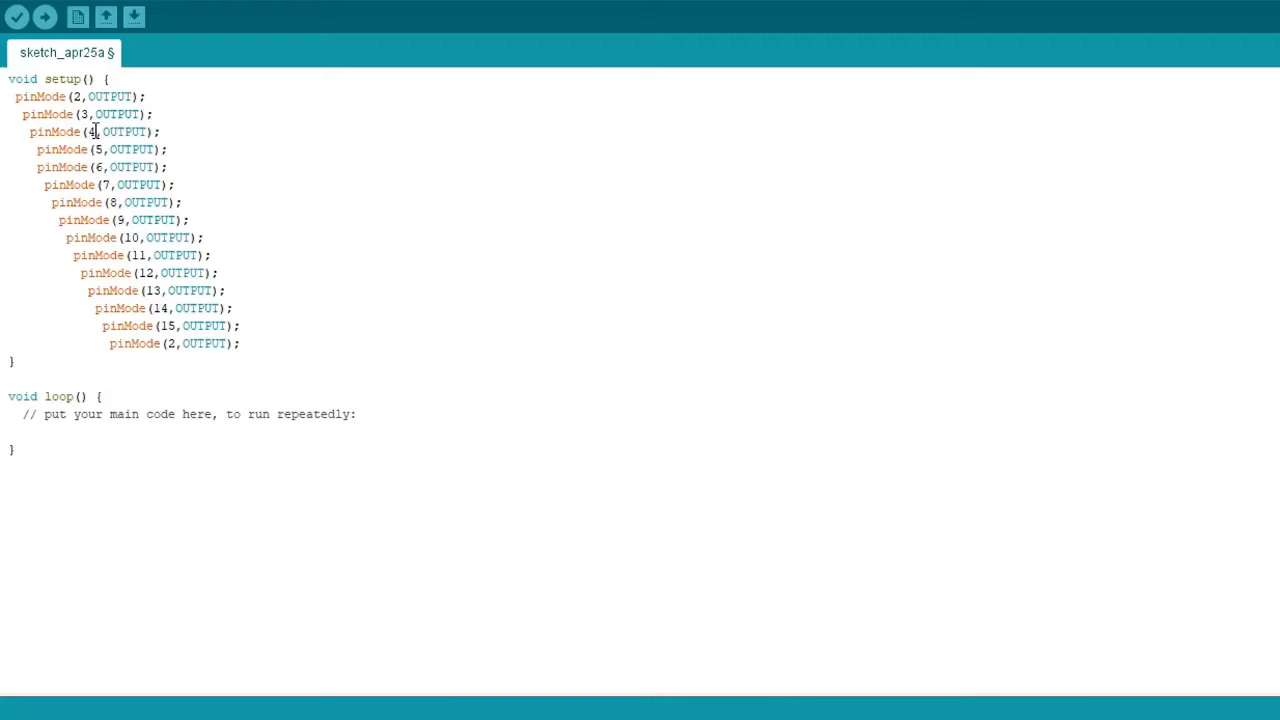 sketch_apr25a §
void setup() {
pinMode(2,OUTPUT);
pinMode(3,OUTPUT);
pinMode(4,OUTPUT);
pinMode(5,OUTPUT);
pinMode(6,OUTPUT);
pinMode(7,OUTPUT);
pinMode(8,OUTPUT);
pinMode(9,OUTPUT);
pinMode(10,OUTPUT);
pinMode(11,OUTPUT);
pinMode(12,OUTPUT);
pinMode(13,OUTPUT);
pinMode(14,OUTPUT);
pinMode(15,OUTPUT);
pinMode(2,OUTPUT);
}
void loop() {
// put your main code here, to run repeatedly:
}